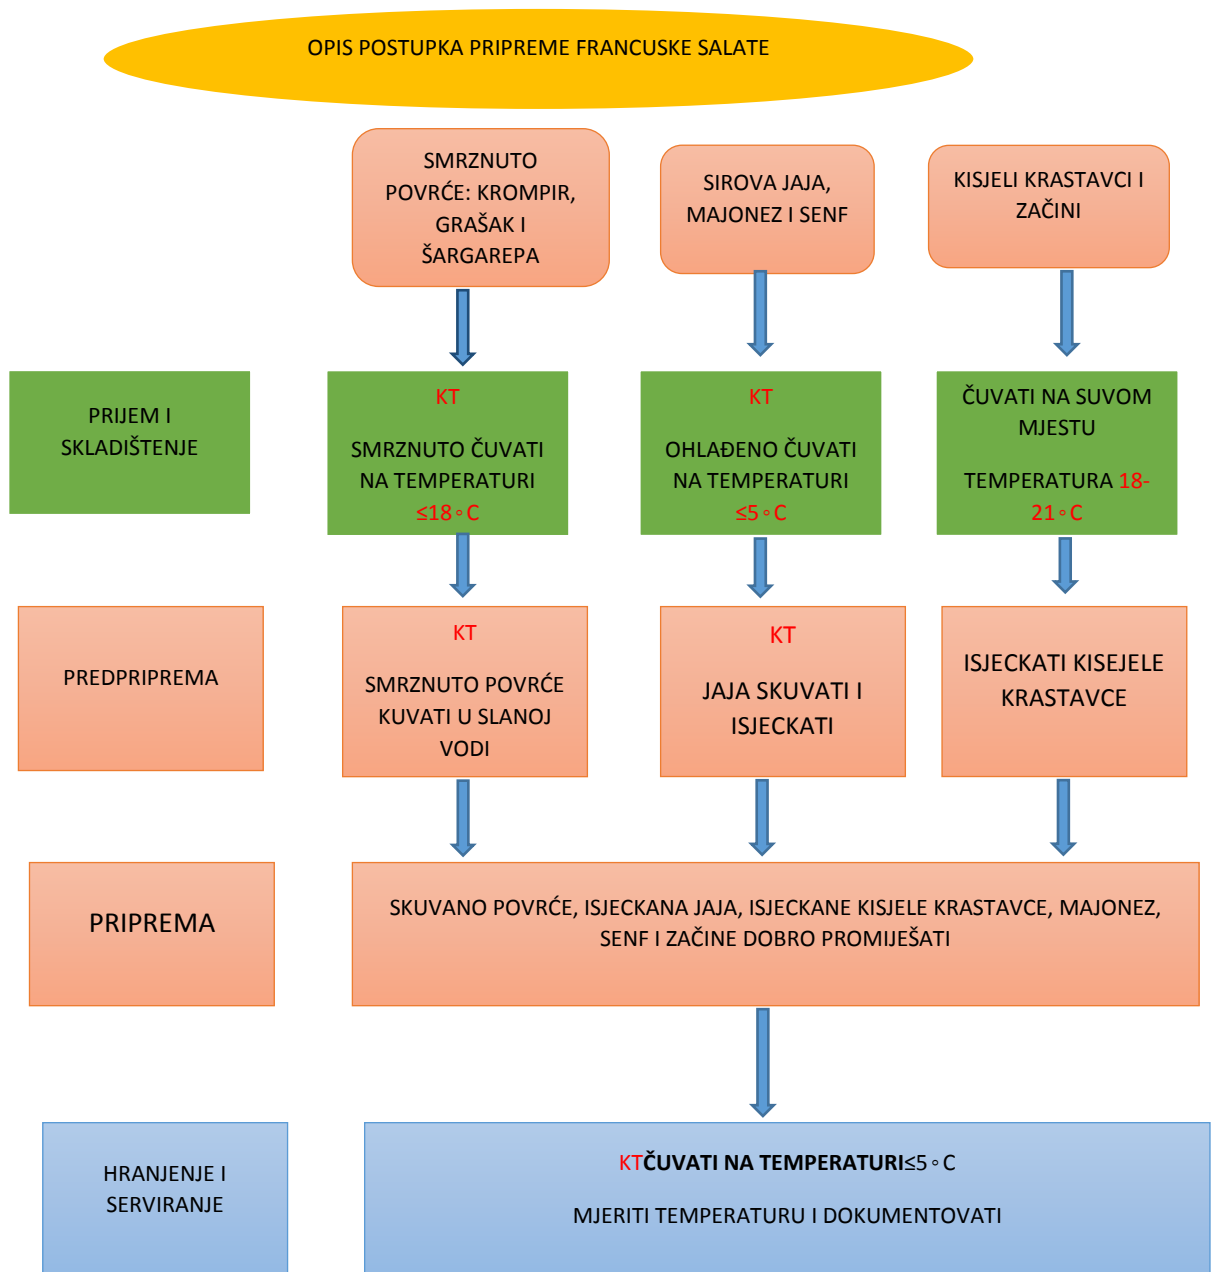 OPIS POSTUPKA PRIPREME FRANCUSKE SALATE
SMRZNUTO
POVRĆE: KROMPIR,
GRAŠAK I
ŠARGAREPA
SIROVA JAJA,
MAJONEZ I SENF
KISJELI KRASTAVCI I
ZAČINI
PRIJEM I
SKLADIŠTENJE
KT
SMRZNUTO ČUVATI
NA TEMPERATURI
≤18◦C
KT
OHLAĐENO ČUVATI
NA TEMPERATURI
≤5◦C
ČUVATI NA SUVOM
MJESTU
TEMPERATURA 18-
21◦C
PREDPRIPREMA
KT
SMRZNUTO POVRĆE
KUVATI U SLANOJ
VODI
KT
JAJA SKUVATI I
ISJECKATI
ISJECKATI KISEJELE
KRASTAVCE
PRIPREMA
SKUVANO POVRĆE, ISJECKANA JAJA, ISJECKANE KISJELE KRASTAVCE, MAJONEZ,
SENF I ZAČINE DOBRO PROMIJEŠATI
HRANJENJE I
SERVIRANJE
KTČUVATI NA TEMPERATURI≤5◦C
MJERITI TEMPERATURU I DOKUMENTOVATI